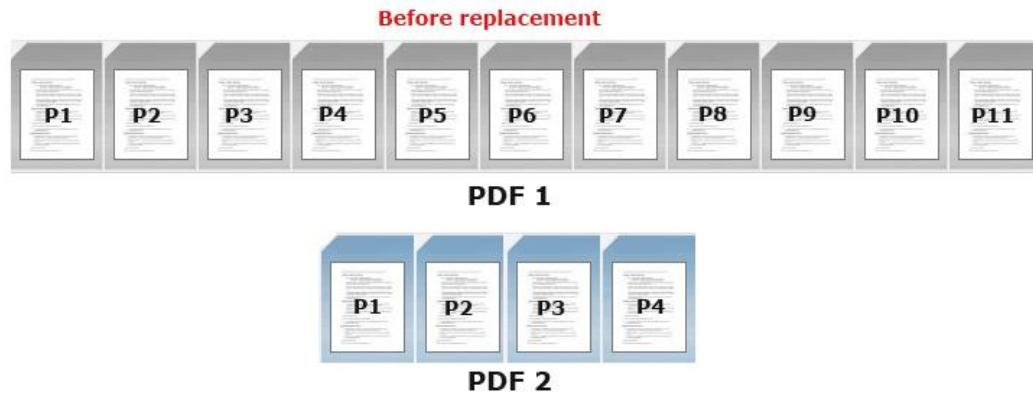 Before replacement
P1 P2 P3 P4 P5 P6 P7 P8 P9 P10 P11
PDF 1
P1 P2 P3 P4
PDF 2